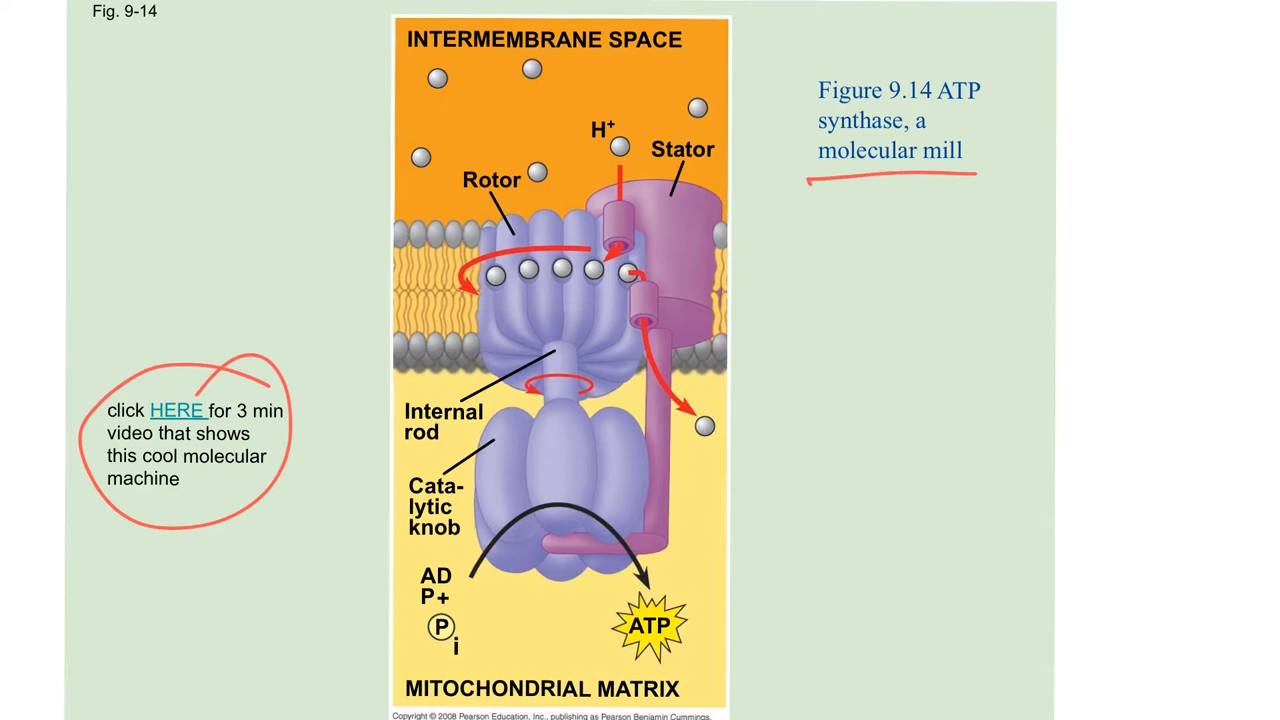 Fig. 9-14
INTERMEMBRANE SPACE
H+
Stator
Rotor
Figure 9.14 ATP
synthase, a
molecular mill
click HERE for 3 min
video that shows
this cool molecular
machine
Internal
rod
Cata-
lytic
knob
AD
P+
P
i
ATP
MITOCHONDRIAL MATRIX
Copyright © 2008 Pearson Education, Inc., publishing as Pearson Benjamin Cummings.